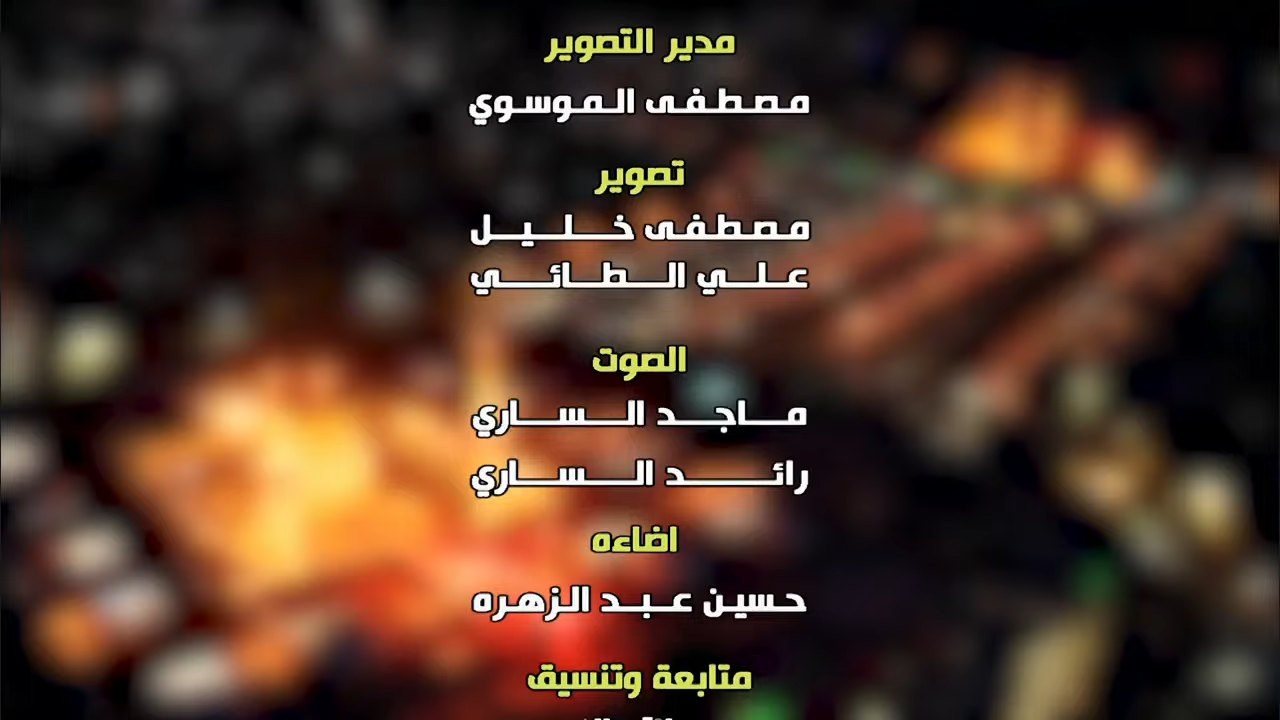 مدير التصوير
مصطفى الموسوي
تصوير
مصطفى خليل
علي الطائي
الصوت
ماجد الساري
رائد الساري
اضاءه
حسين عبد الزهره
متابعة وتنسيق